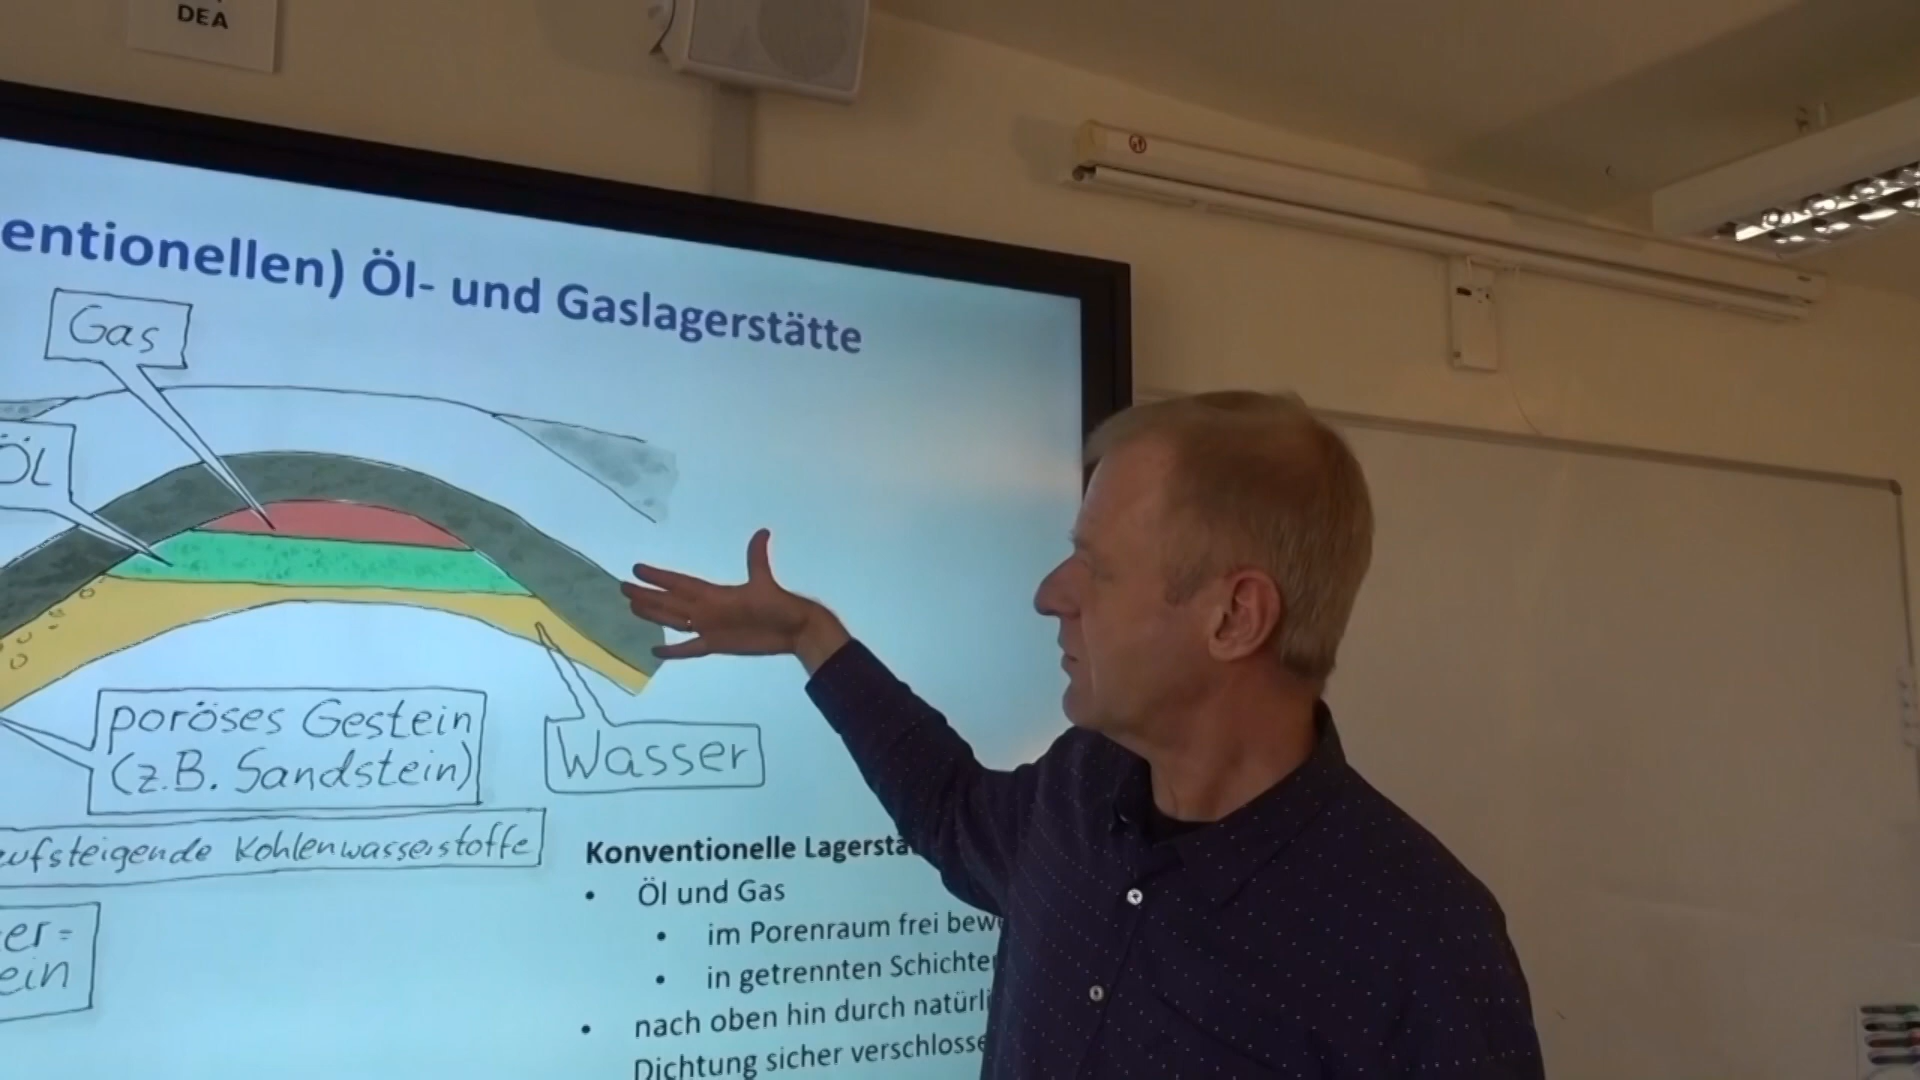 DEA
entionellen) Öl- und Gaslagerstätte
Gas
ÖL
poröses Gestein
(z.B. Sandstein)
Wasser
ufsteigende Kohlenwasserstoffe
er=
ein
Konventionelle Lagerstä
• Öl und Gas
• im Porenraum frei bew
• in getrennten Schichte
• nach oben hin durch natürli
Dichtung sicher verschlosse